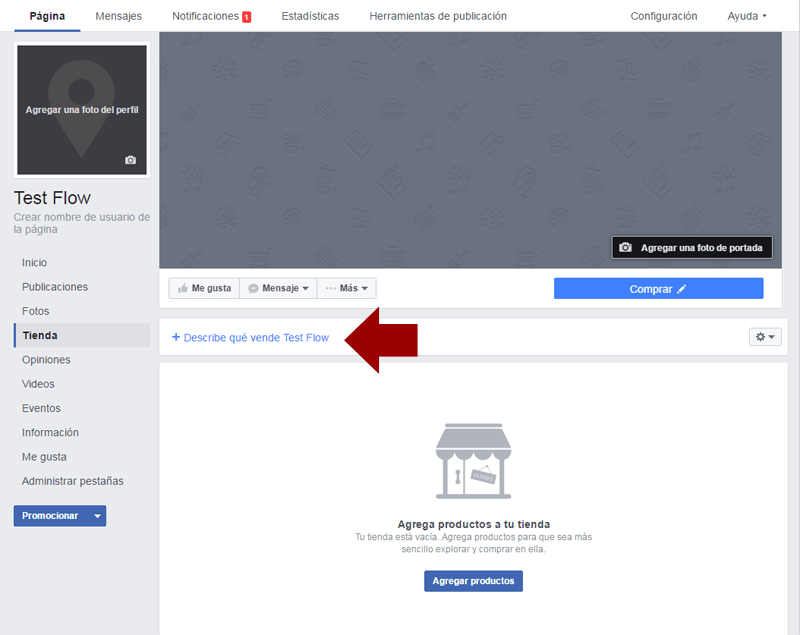 Página Mensajes Notificaciones 1 Estadísticas Herramientas de publicación Configuración Ayuda
Agregar una foto del perfil
Test Flow
Crear nombre de usuario de
la página
Inicio
Publicaciones
Fotos
Tienda
Opiniones
Videos
Eventos
Información
Me gusta
Administrar pestañas
Promocionar
Agregar una foto de portada
Me gusta Mensaje Más Comprar
+ Describe qué vende Test Flow
Agrega productos a tu tienda
Tu tienda está vacía. Agrega productos para que sea más
sencillo explorar y comprar en ella.
Agregar productos